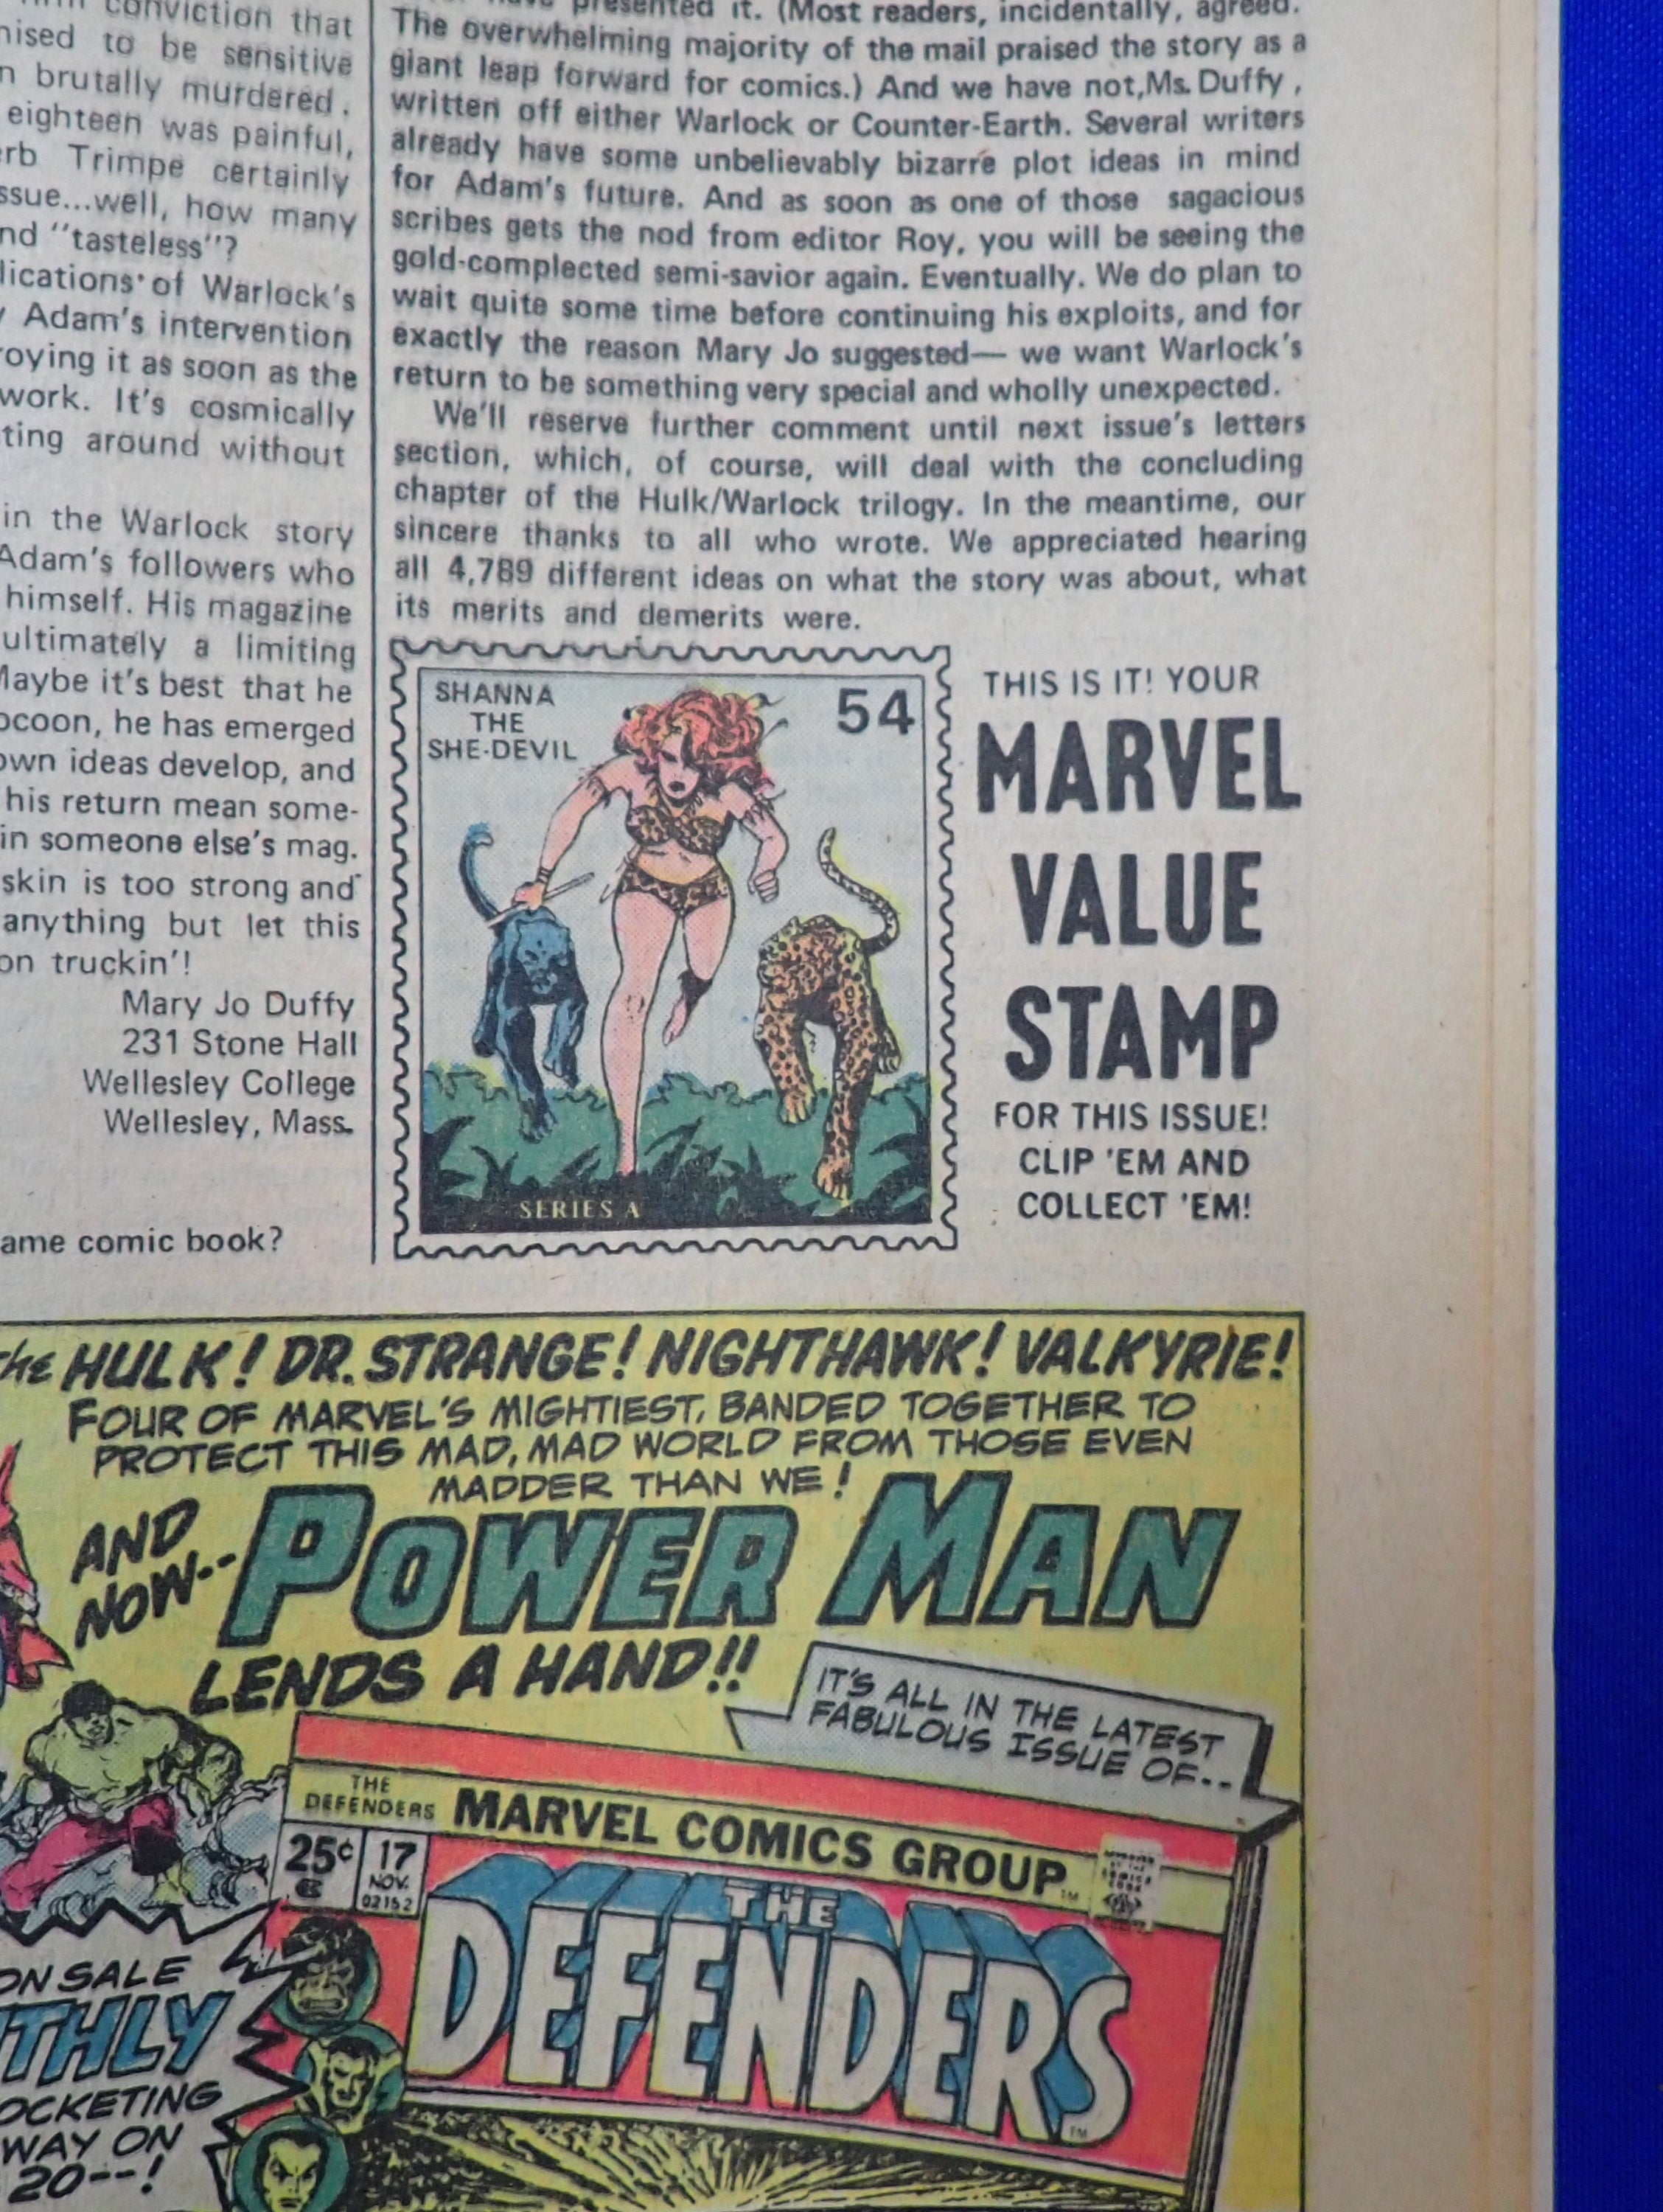 conviction that
to be sensitive
brutally murdered.
eighteen was painful,
Trimpe certainly
...well, how many
"tasteless"?
of Warlock's
Adam's intervention
it as soon as the
work. It's cosmically
around without
in the Warlock story
Adam's followers who
himself. His magazine
ultimately a limiting
Maybe it's best that he
he has emerged
own ideas develop, and
his return mean some-
in someone else's mag.
skin is too strong and
anything but let this
on truckin'!
Mary Jo Duffy
231 Stone Hall
Wellesley College
Wellesley, Mass.
comic book?
presented it. (Most readers, incidentally, agreed.
The overwhelming majority of the mail praised the story as a
giant leap forward for comics.) And we have not, Ms. Duffy,
written off either Warlock or Counter-Earth. Several writers
already have some unbelievably bizarre plot ideas in mind
for Adam's future. And as soon as one of those sagacious
scribes gets the nod from editor Roy, you will be seeing the
gold-complected semi-savior again. Eventually. We do plan to
wait quite some time before continuing his exploits, and for
exactly the reason Mary Jo suggested— we want Warlock's
return to be something very special and wholly unexpected.
We'll reserve further comment until next issue's letters
section, which, of course, will deal with the concluding
chapter of the Hulk/Warlock trilogy. In the meantime, our
sincere thanks to all who wrote. We appreciated hearing
all 4,789 different ideas on what the story was about, what
its merits and demerits were.
SHANNA
THE
SHE-DEVIL
54
SERIES A
THIS IS IT! YOUR
MARVEL
VALUE
STAMP
FOR THIS ISSUE!
CLIP 'EM AND
COLLECT 'EM!
the HULK! DR. STRANGE! NIGHTHAWK! VALKYRIE!
FOUR OF MARVEL'S MIGHTIEST, BANDED TOGETHER TO
PROTECT THIS MAD, MAD WORLD FROM THOSE EVEN
MADDER THAN WE!
AND
NOW--
POWER MAN
LENDS A HAND!!
IT'S ALL IN THE LATEST
FABULOUS ISSUE OF--
THE
DEFENDERS
MARVEL COMICS GROUP
TM
25¢
17
NOV.
02152
THE
DEFENDERS
TM
ON SALE
WAY ON
20--!